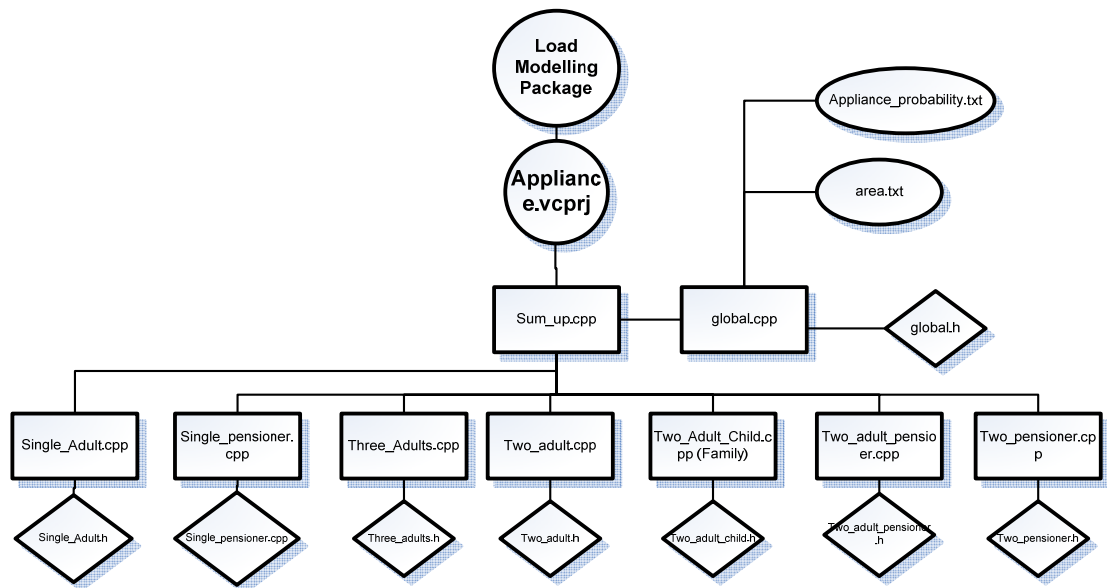 Load
Modelling
Package
Appliance_probability.txt
Applianc
e.vcprj
area.txt
Sum_up.cpp
global.cpp
global.h
Single_Adult.cpp
Single_pensioner.
cpp
Three_Adults.cpp
Two_adult.cpp
Two_Adult_Child.c
pp (Family)
Two_adult_pensio
er.cpp
Two_pensioner.cp
p
Single_Adult.h
Single_pensioner.cpp
Three_adults.h
Two_adult.h
Two_adult_child.h
Two_adult_pensioner
.h
Two_pensioner.h